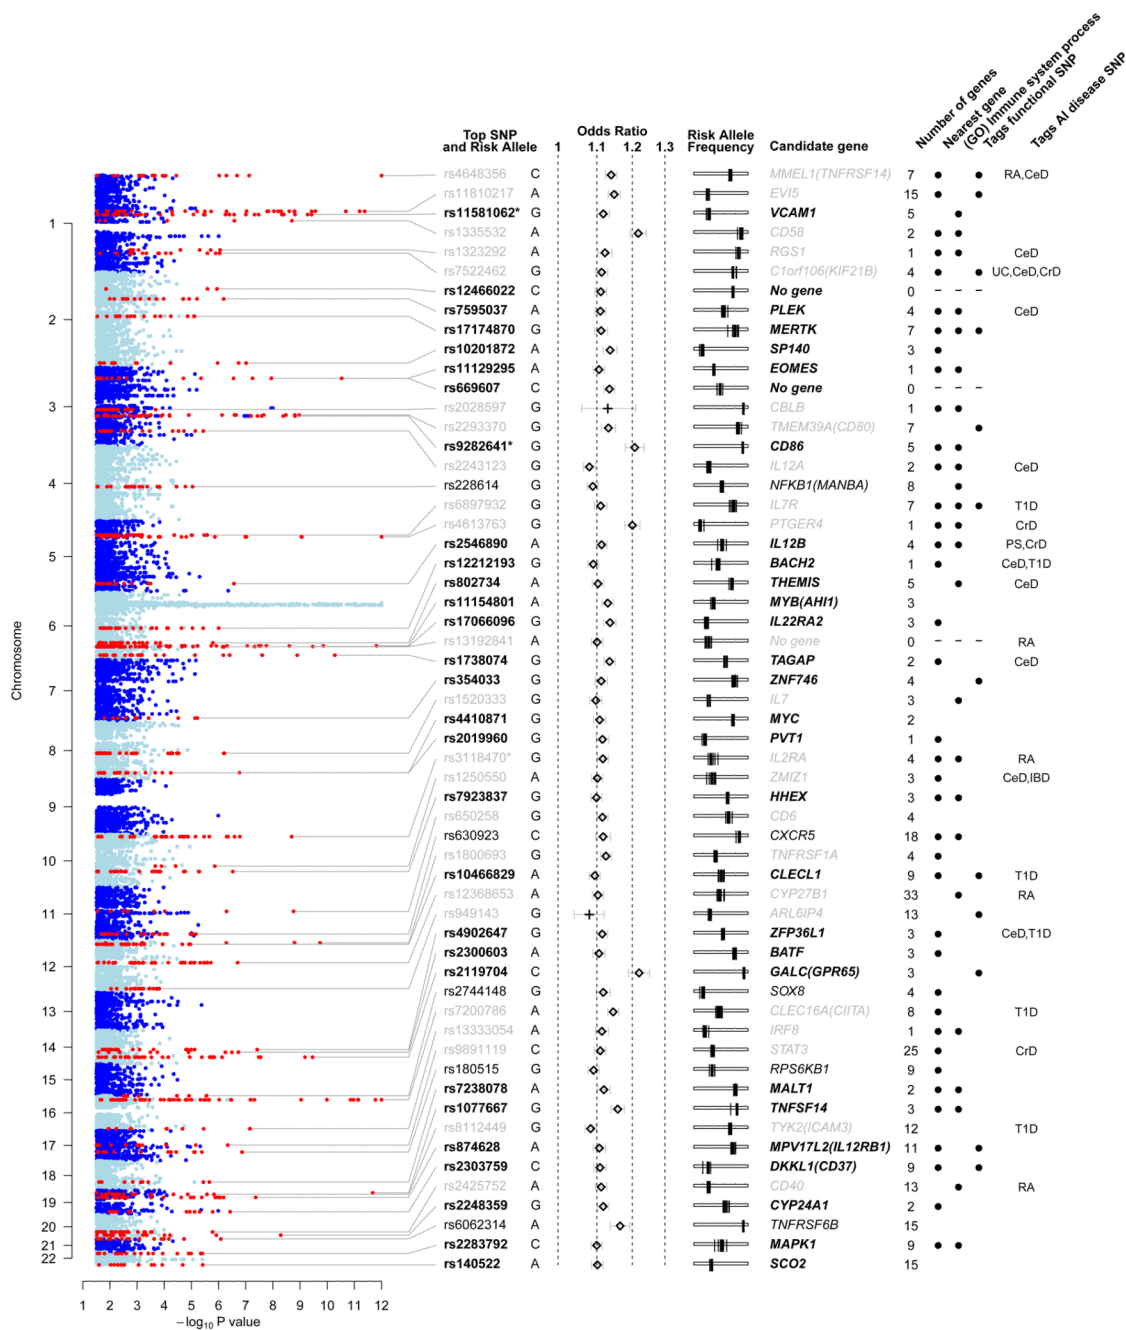 Number of genes
Nearest gene
(GO) Immune system process
Tags functional SNP
Tags AI disease SNP
Top SNP and Risk Allele
Odds Ratio
Risk Allele Frequency
Candidate gene
1 1.1 1.2 1.3
rs4648356 C MMEL1(TNFRSF14) 7 RA,CeD
rs11810217 A EVI5 15
rs11581062* G VCAM1 5
rs1335532 A CD58 2
rs1323292 A RGS1 1 CeD
rs7522462 G C1orf106(KIF21B) 4 UC,CeD,CrD
rs12466022 C No gene 0 – – –
rs7595037 A PLEK 4 CeD
rs17174870 G MERTK 7
rs10201872 A SP140 3
rs11129295 A EOMES 1
rs669607 C No gene 0 – – –
rs2028597 G CBLB 1
rs2293370 G TMEM39A(CD80) 7
rs9282641* G CD86 5
rs2243123 G IL12A 2 CeD
rs228614 G NFKB1(MANBA) 8
rs6897932 G IL7R 7 T1D
rs4613763 G PTGER4 1 CrD
rs2546890 A IL12B 4 PS,CrD
rs12212193 G BACH2 1 CeD,T1D
rs802734 A THEMIS 5 CeD
rs11154801 A MYB(AHI1) 3
rs17066096 G IL22RA2 3
rs13192841 A No gene 0 – – – RA
rs1738074 G TAGAP 2 CeD
rs354033 G ZNF746 4
rs1520333 G IL7 3
rs4410871 G MYC 2
rs2019960 G PVT1 1
rs3118470* G IL2RA 4 RA
rs1250550 A ZMIZ1 3 CeD,IBD
rs7923837 G HHEX 3
rs650258 G CD6 4
rs630923 C CXCR5 18
rs1800693 G TNFRSF1A 4
rs10466829 A CLECL1 9 T1D
rs12368653 A CYP27B1 33 RA
rs949143 G ARL6IP4 13
rs4902647 G ZFP36L1 3 CeD,T1D
rs2300603 A BATF 3
rs2119704 C GALC(GPR65) 3
rs2744148 G SOX8 4
rs7200786 A CLEC16A(CIITA) 8 T1D
rs13333054 A IRF8 1
rs9891119 C STAT3 25 CrD
rs180515 G RPS6KB1 9
rs7238078 A MALT1 2
rs1077667 G TNFSF14 3
rs8112449 G TYK2(ICAM3) 12 T1D
rs874628 A MPV17L2(IL12RB1) 11
rs2303759 C DKKL1(CD37) 9
rs2425752 A CD40 13 RA
rs2248359 G CYP24A1 2
rs6062314 A TNFRSF6B 15
rs2283792 C MAPK1 9
rs140522 A SCO2 15
Chromosome
1
2
3
4
5
6
7
8
9
10
11
12
13
14
15
16
17
18
19
20
21
22
1 2 3 4 5 6 7 8 9 10 11 12
−log10 P value